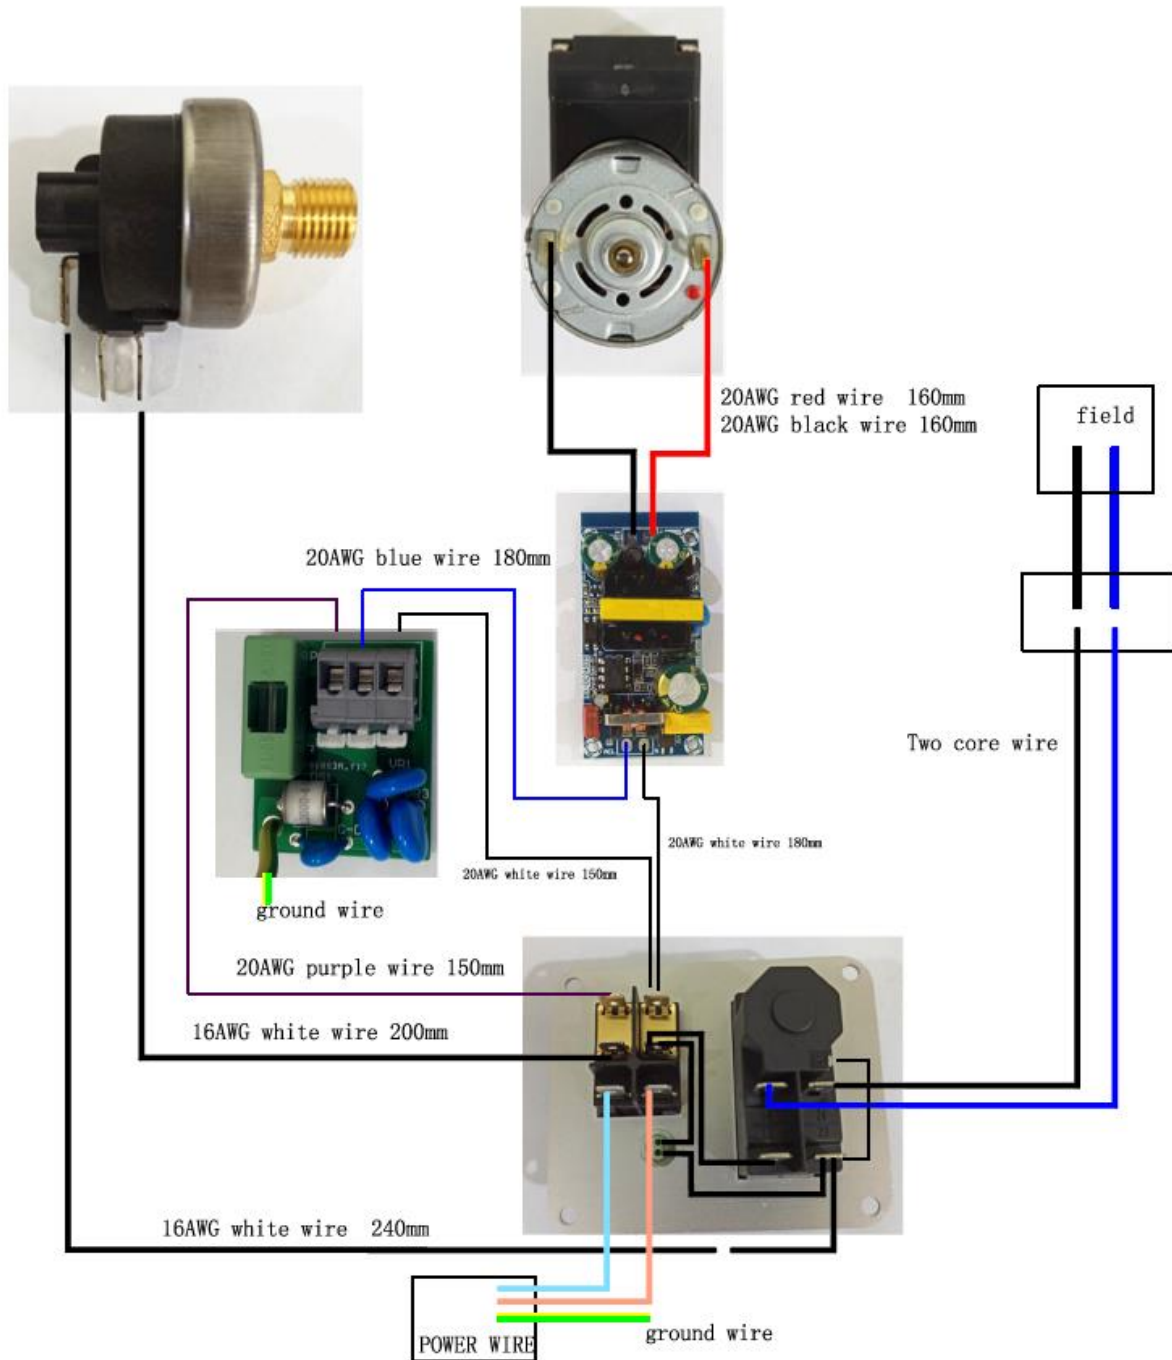 20AWG red wire 160mm
20AWG black wire 160mm
field
20AWG blue wire 180mm
VR1
Two core wire
20AWG white wire 180mm
20AWG white wire 150mm
ground wire
20AWG purple wire 150mm
16AWG white wire 200mm
16AWG white wire 240mm
POWER WIRE
ground wire